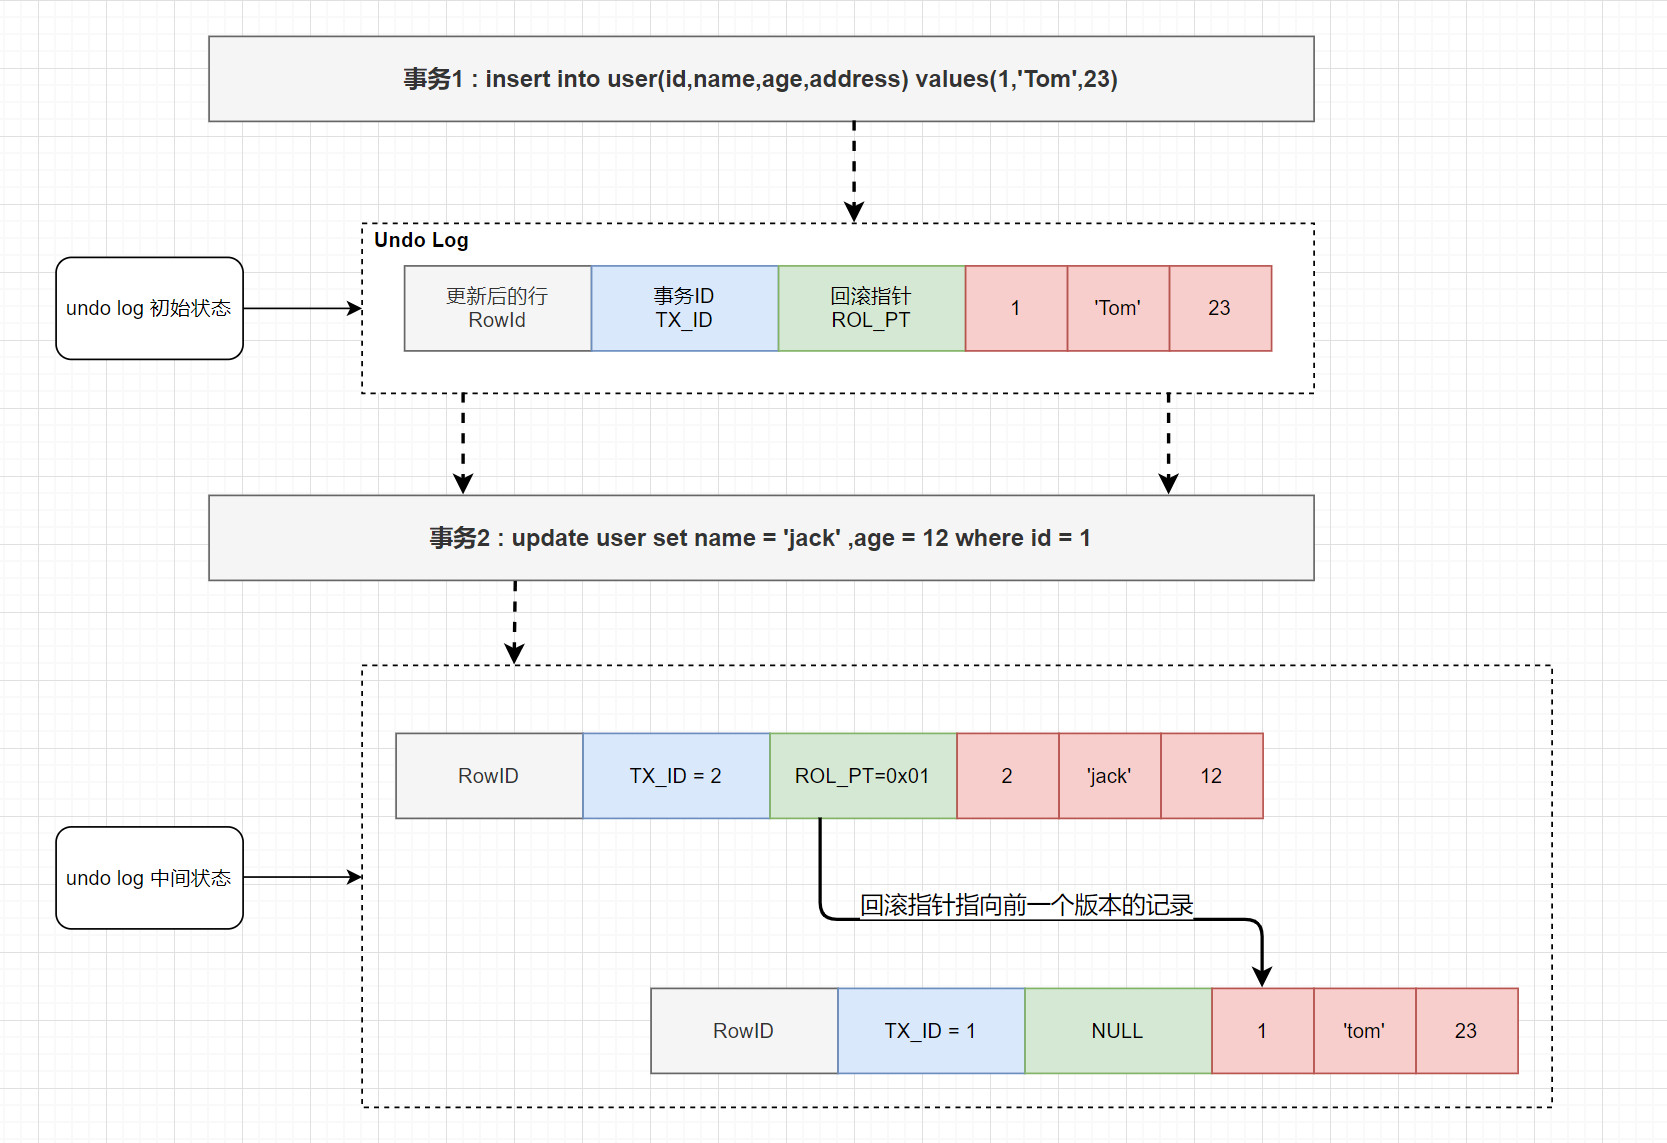 事务1 : insert into user(id,name,age,address) values(1,'Tom',23)
Undo Log
undo log 初始状态
更新后的行
RowId
事务ID
TX_ID
回滚指针
ROL_PT
1
'Tom'
23
事务2 : update user set name = 'jack' ,age = 12 where id = 1
RowID
TX_ID = 2
ROL_PT=0x01
2
'jack'
12
undo log 中间状态
回滚指针指向前一个版本的记录
RowID
TX_ID = 1
NULL
1
'tom'
23